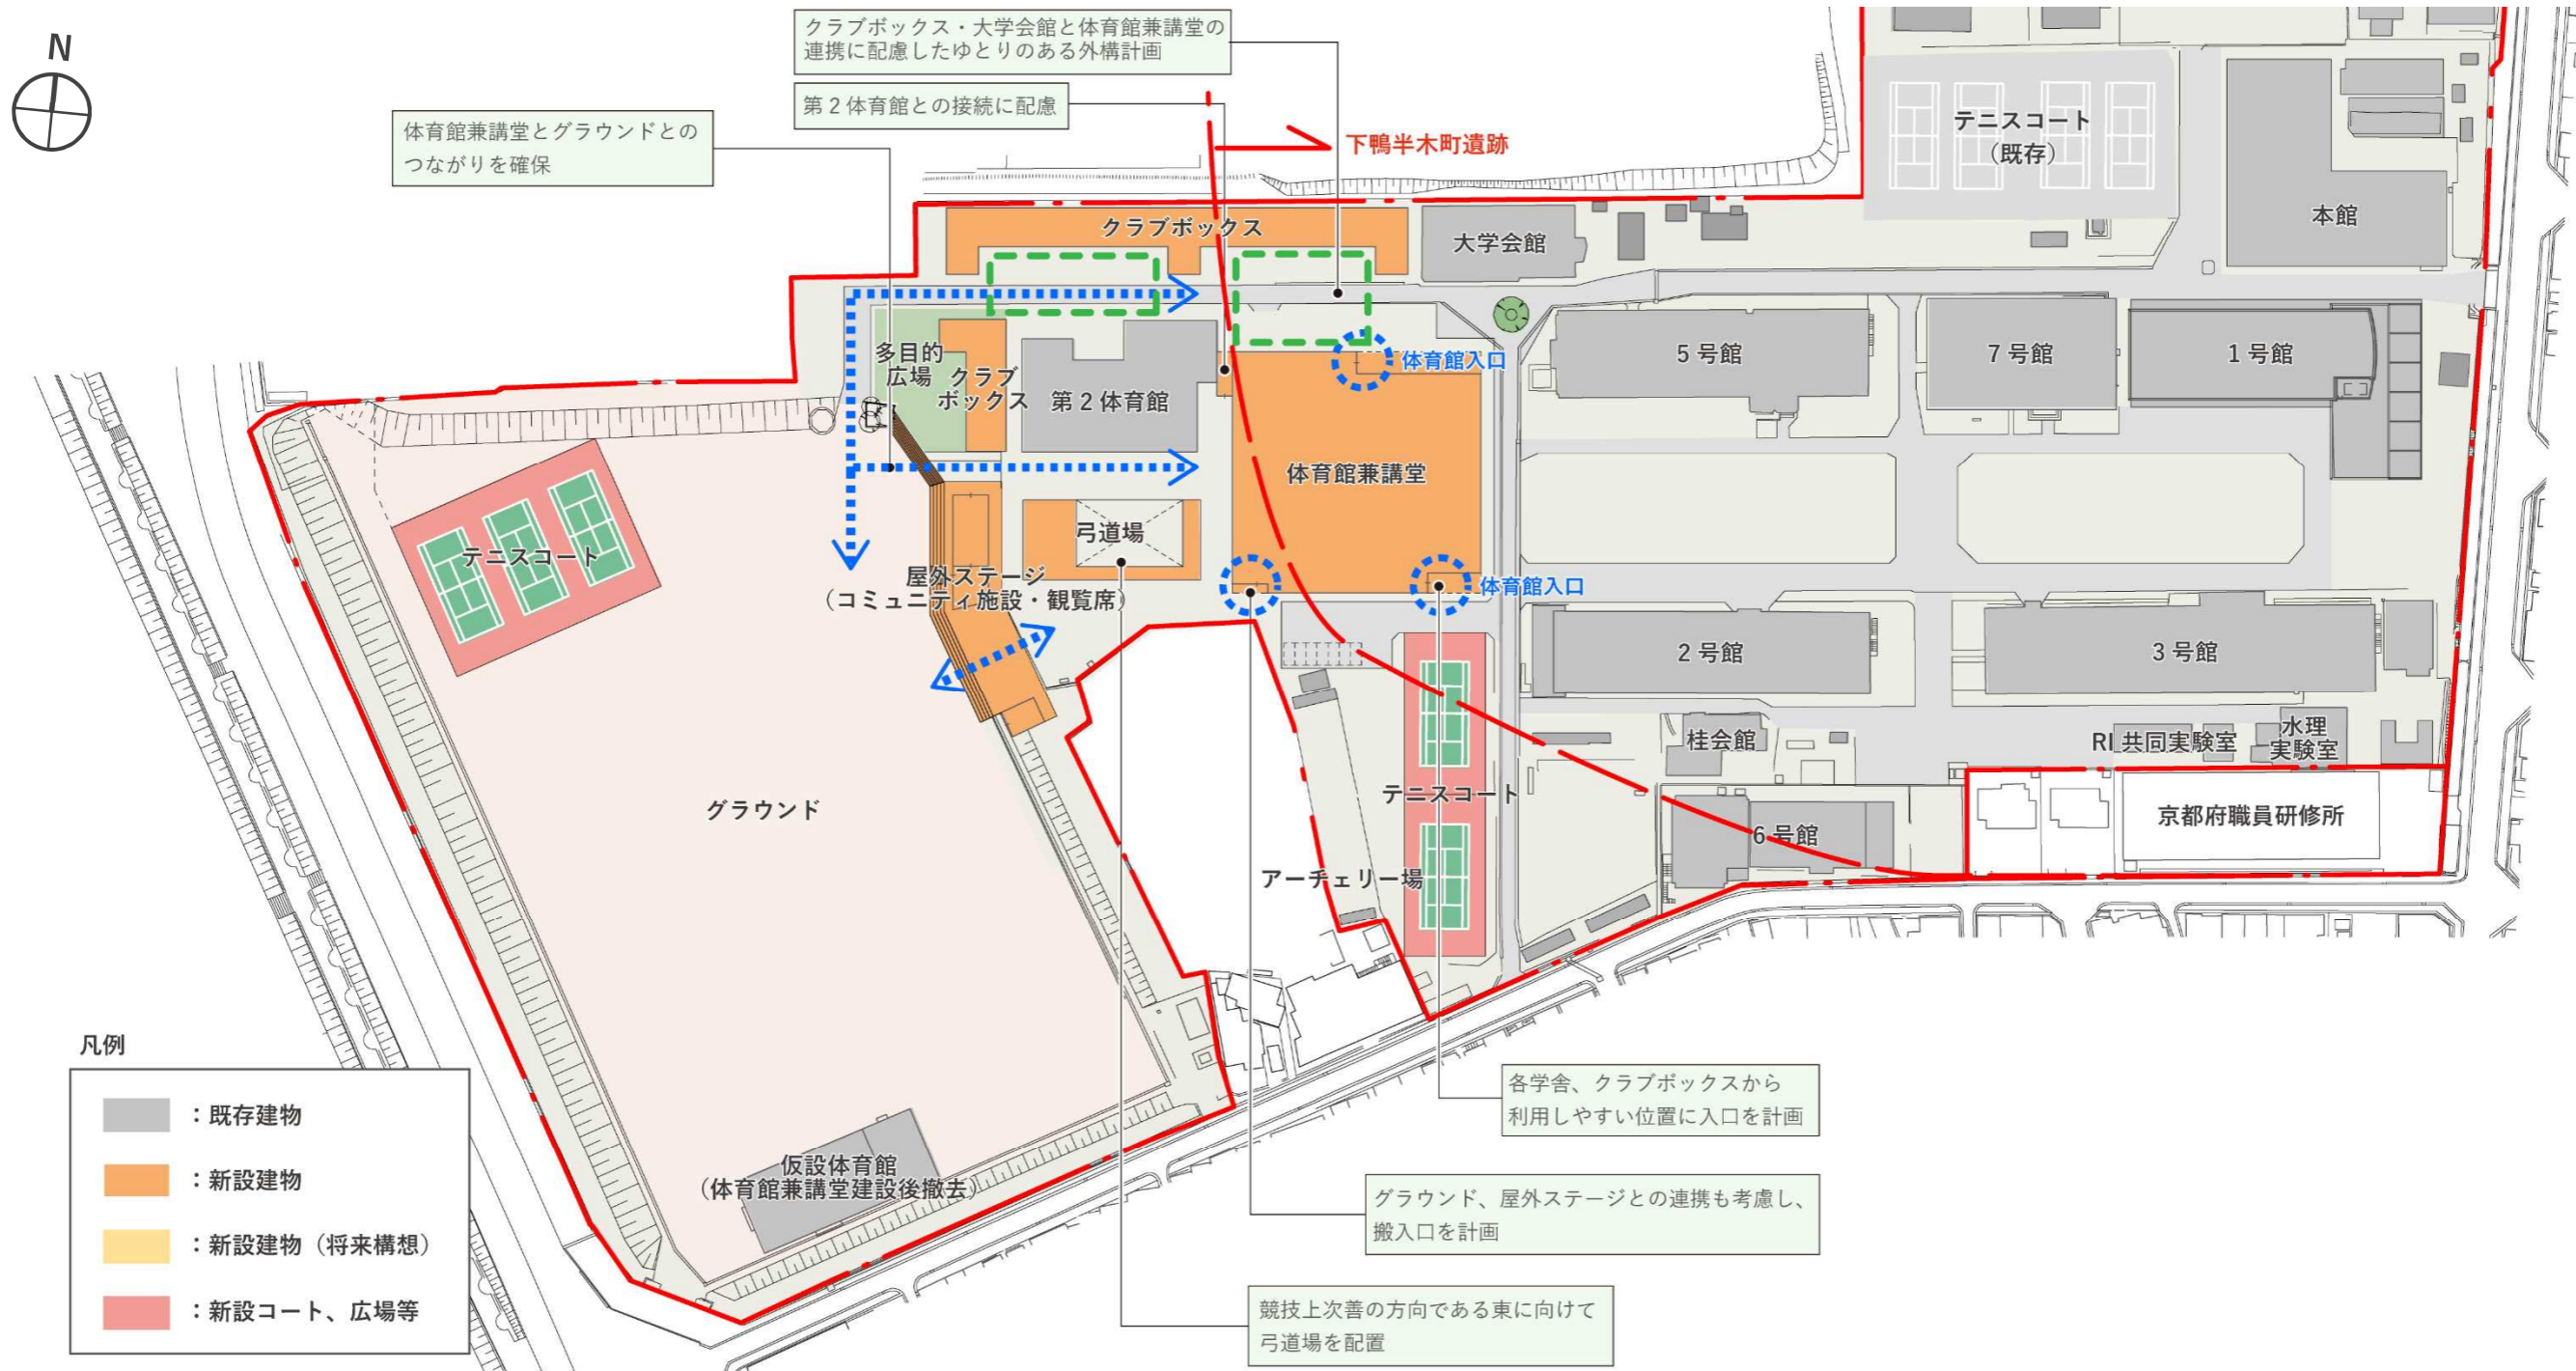 N
クラブボックス・大学会館と体育館兼講堂の
連携に配慮したゆとりのある外構計画
第2体育館との接続に配慮
体育館兼講堂とグラウンドとの
つながりを確保
下鴨半木町遺跡
テニスコート
（既存）
本館
クラブボックス
大学会館
多目的
広場
クラブ
ボックス
第2体育館
体育館入口
5号館
7号館
1号館
体育館兼講堂
弓道場
テニスコート
屋外ステージ
（コミュニティ施設・観覧席）
体育館入口
2号館
3号館
桂会館
RI共同実験室
水理
実験室
グラウンド
テニスコート
6号館
京都府職員研修所
アーチェリー場
仮設体育館
（体育館兼講堂建設後撤去）
各学舎、クラブボックスから
利用しやすい位置に入口を計画
グラウンド、屋外ステージとの連携も考慮し、
搬入口を計画
競技上次善の方向である東に向けて
弓道場を配置
凡例
：既存建物
：新設建物
：新設建物（将来構想）
：新設コート、広場等